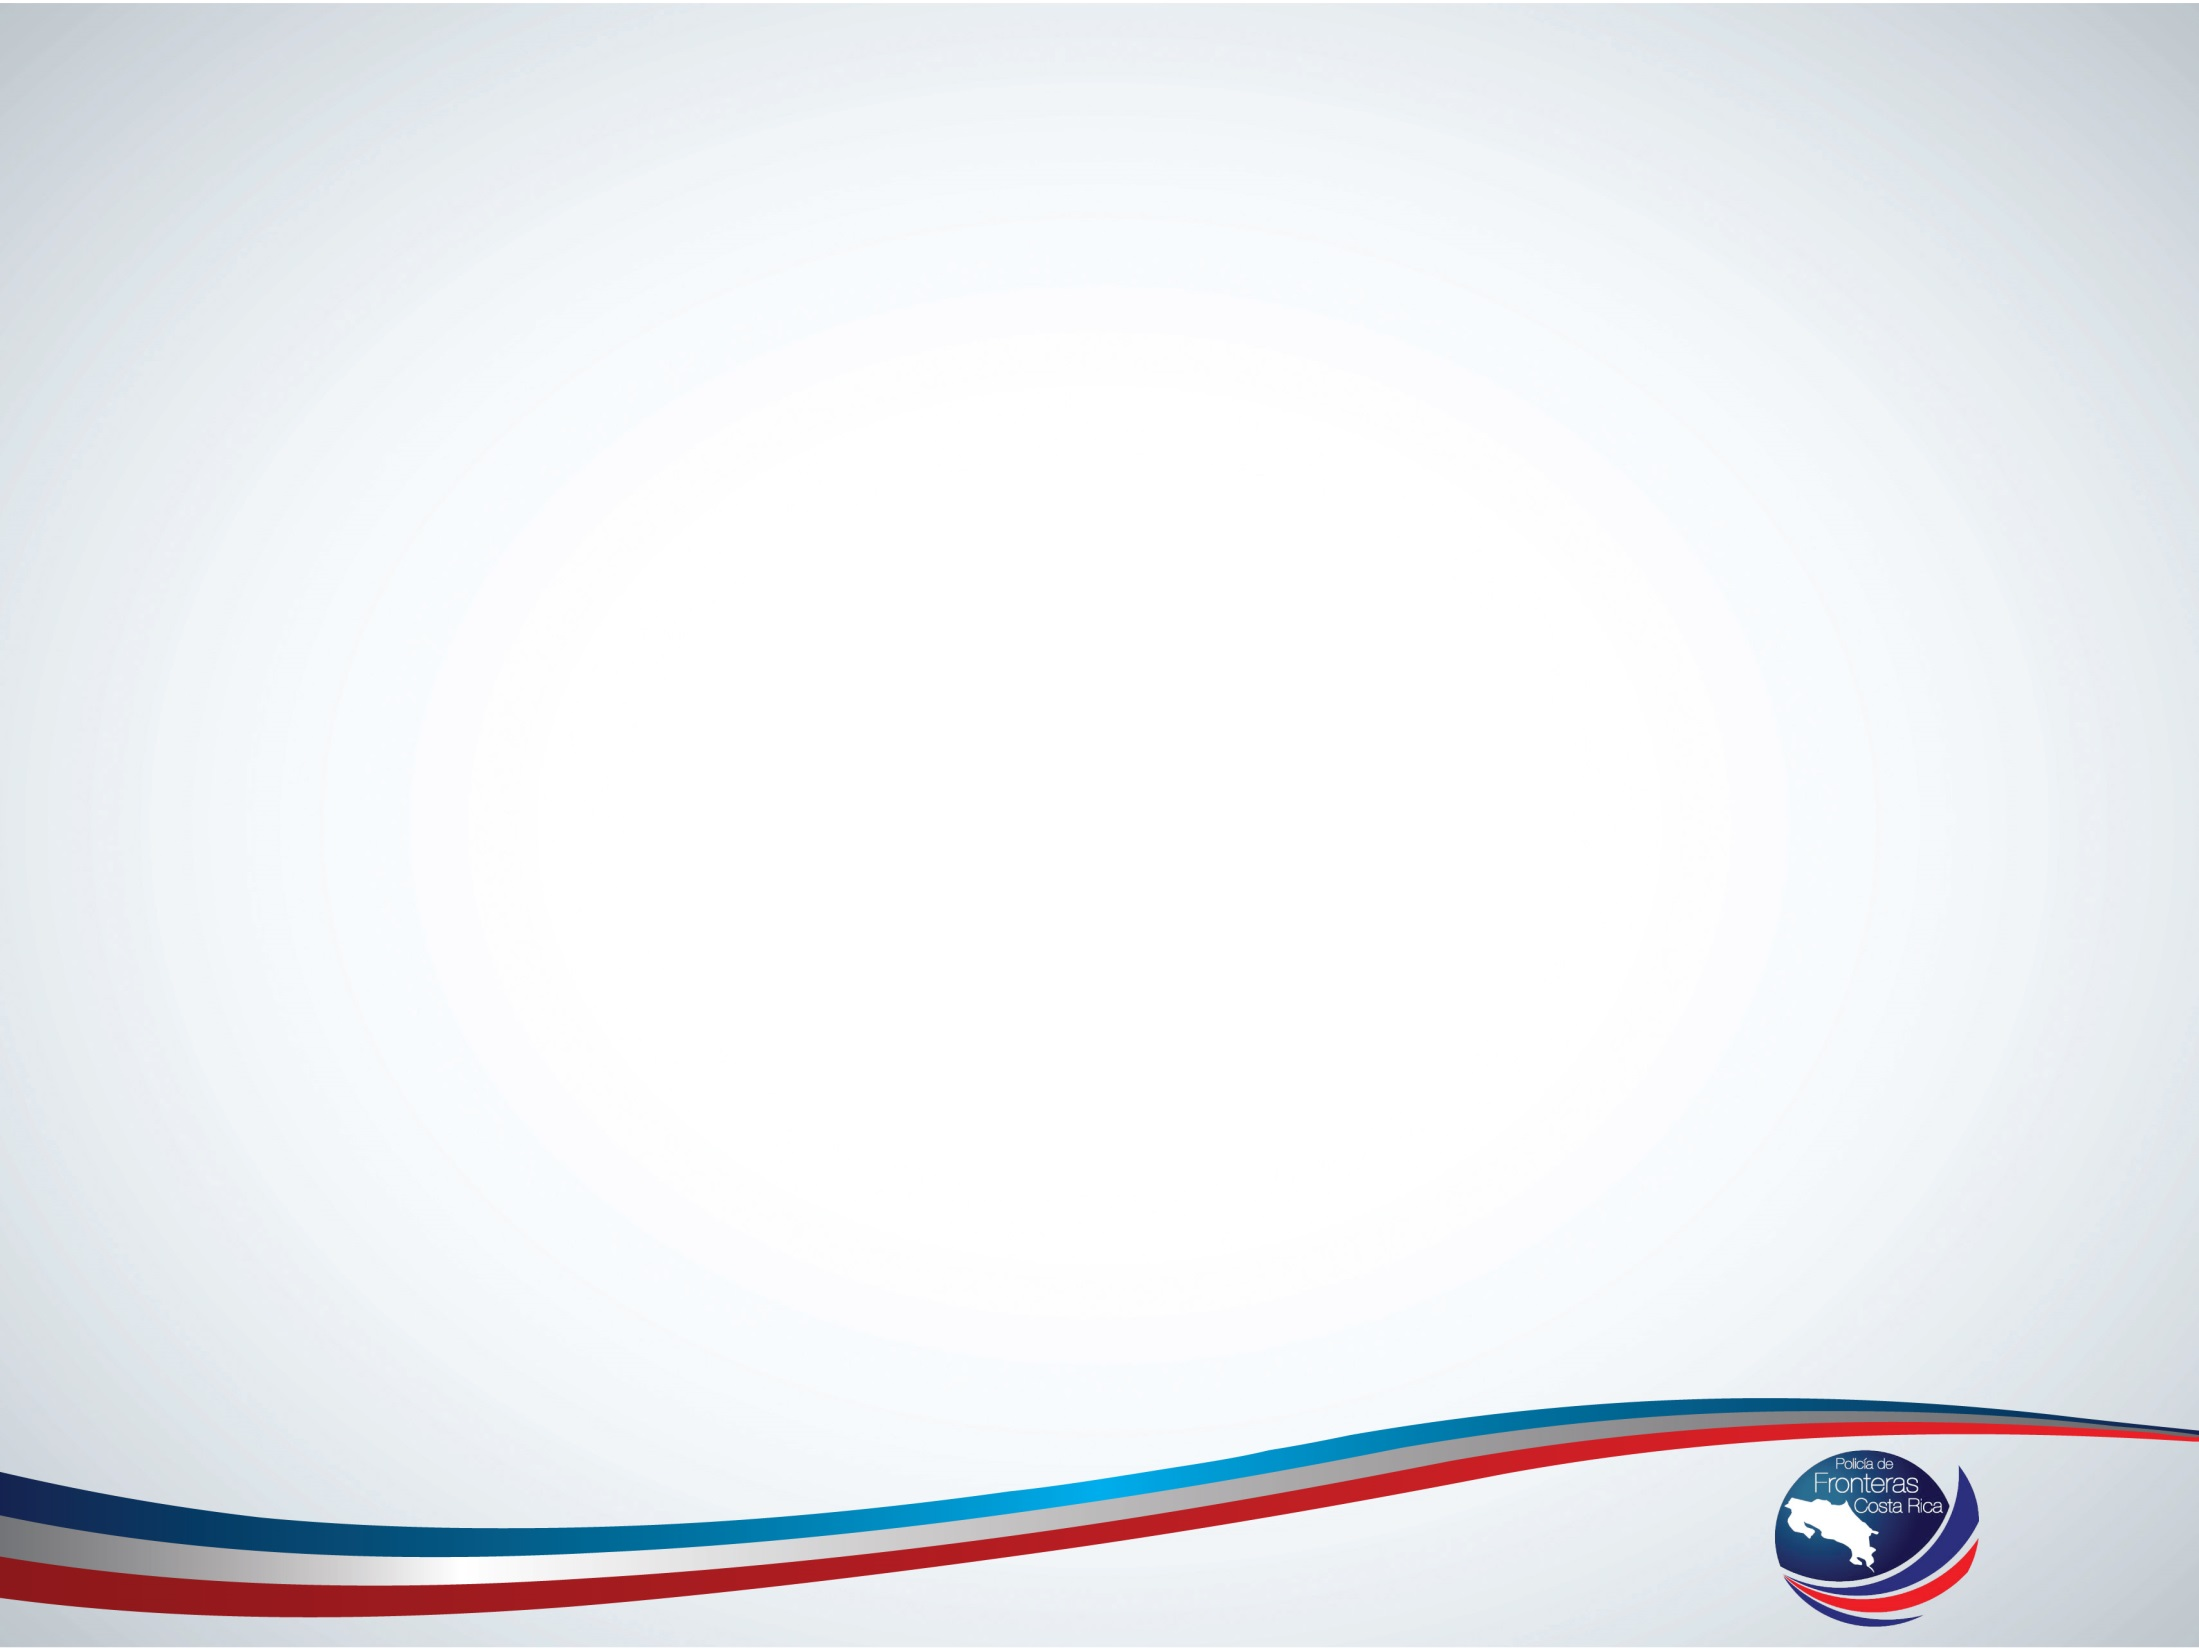 Policía de
Fronteras
Costa Rica